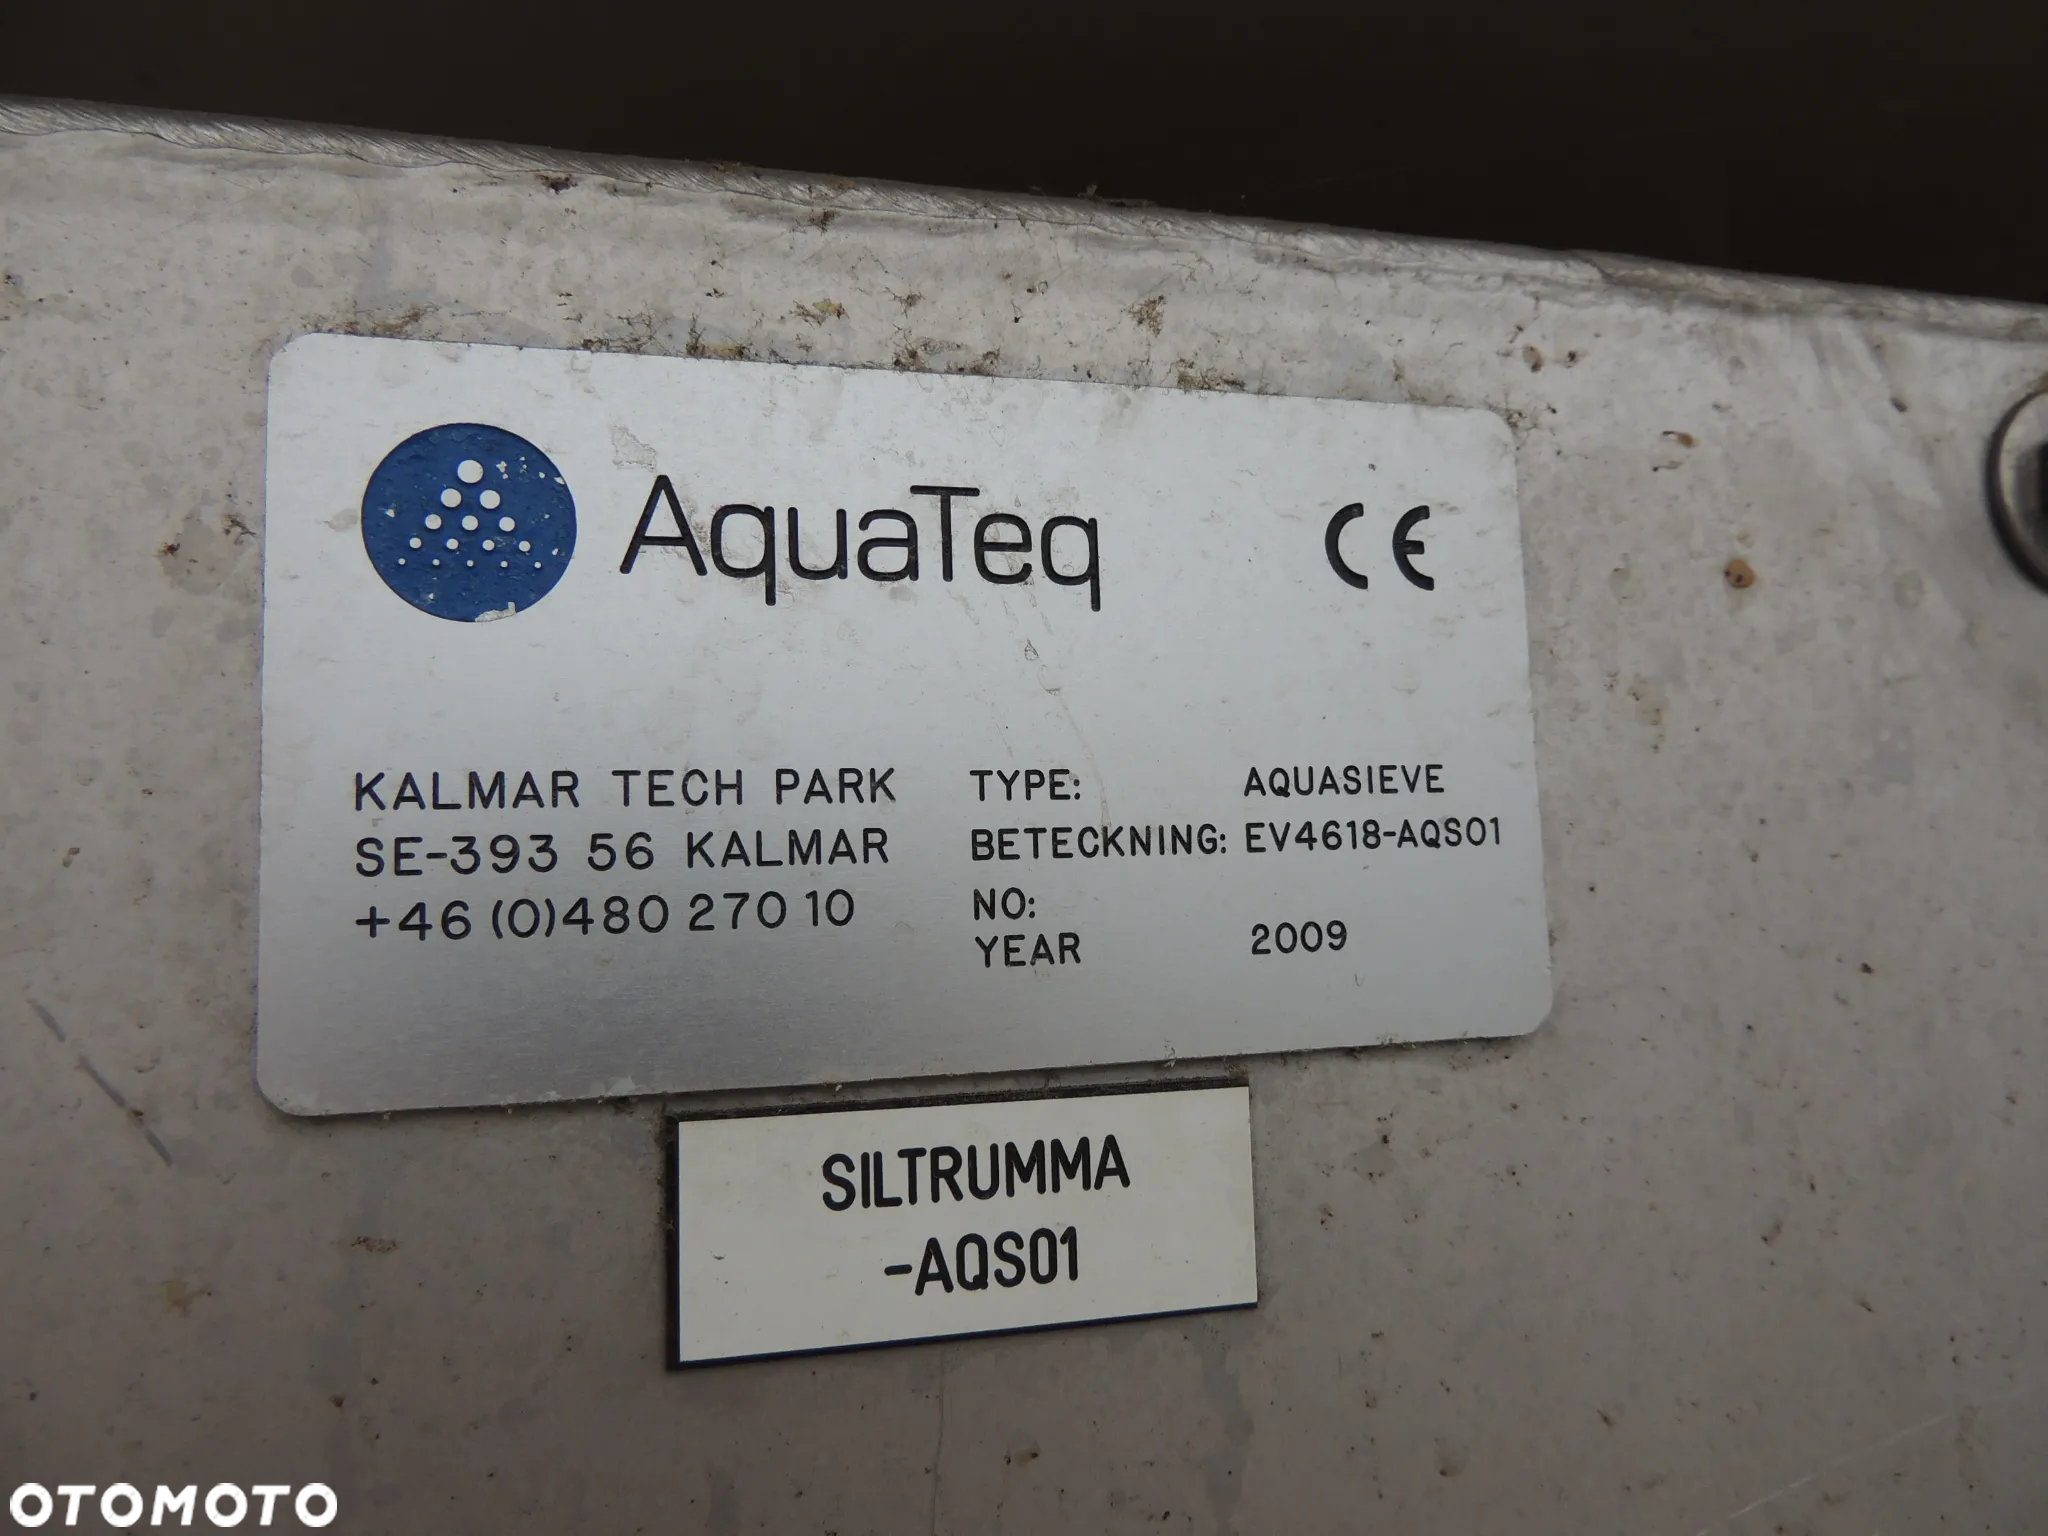 AquaTeq
CE
KALMAR TECH PARK
SE-393 56 KALMAR
+46 (0)480 270 10
TYPE: AQUASIEVE
BETECKNING: EV4618-AQS01
NO:
YEAR 2009
SILTRUMMA
-AQS01
OTOMOTO